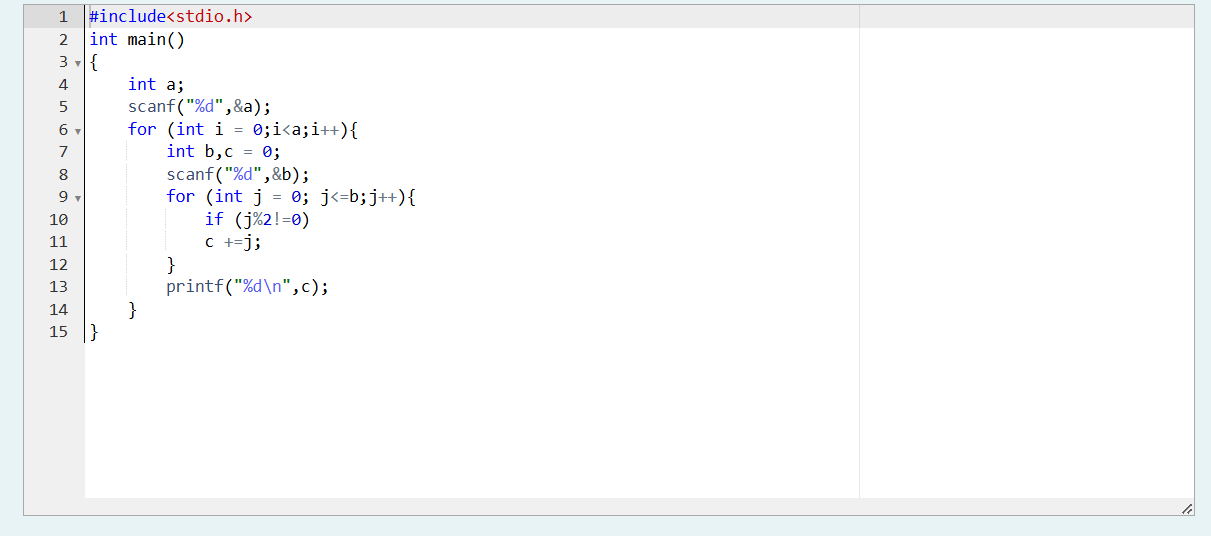 1 #include<stdio.h>
2 int main()
3 {
4     int a;
5     scanf("%d",&a);
6     for (int i = 0;i<a;i++){
7         int b,c = 0;
8         scanf("%d",&b);
9         for (int j = 0; j<=b;j++){
10             if (j%2!=0)
11             c +=j;
12         }
13         printf("%d\n",c);
14     }
15 }